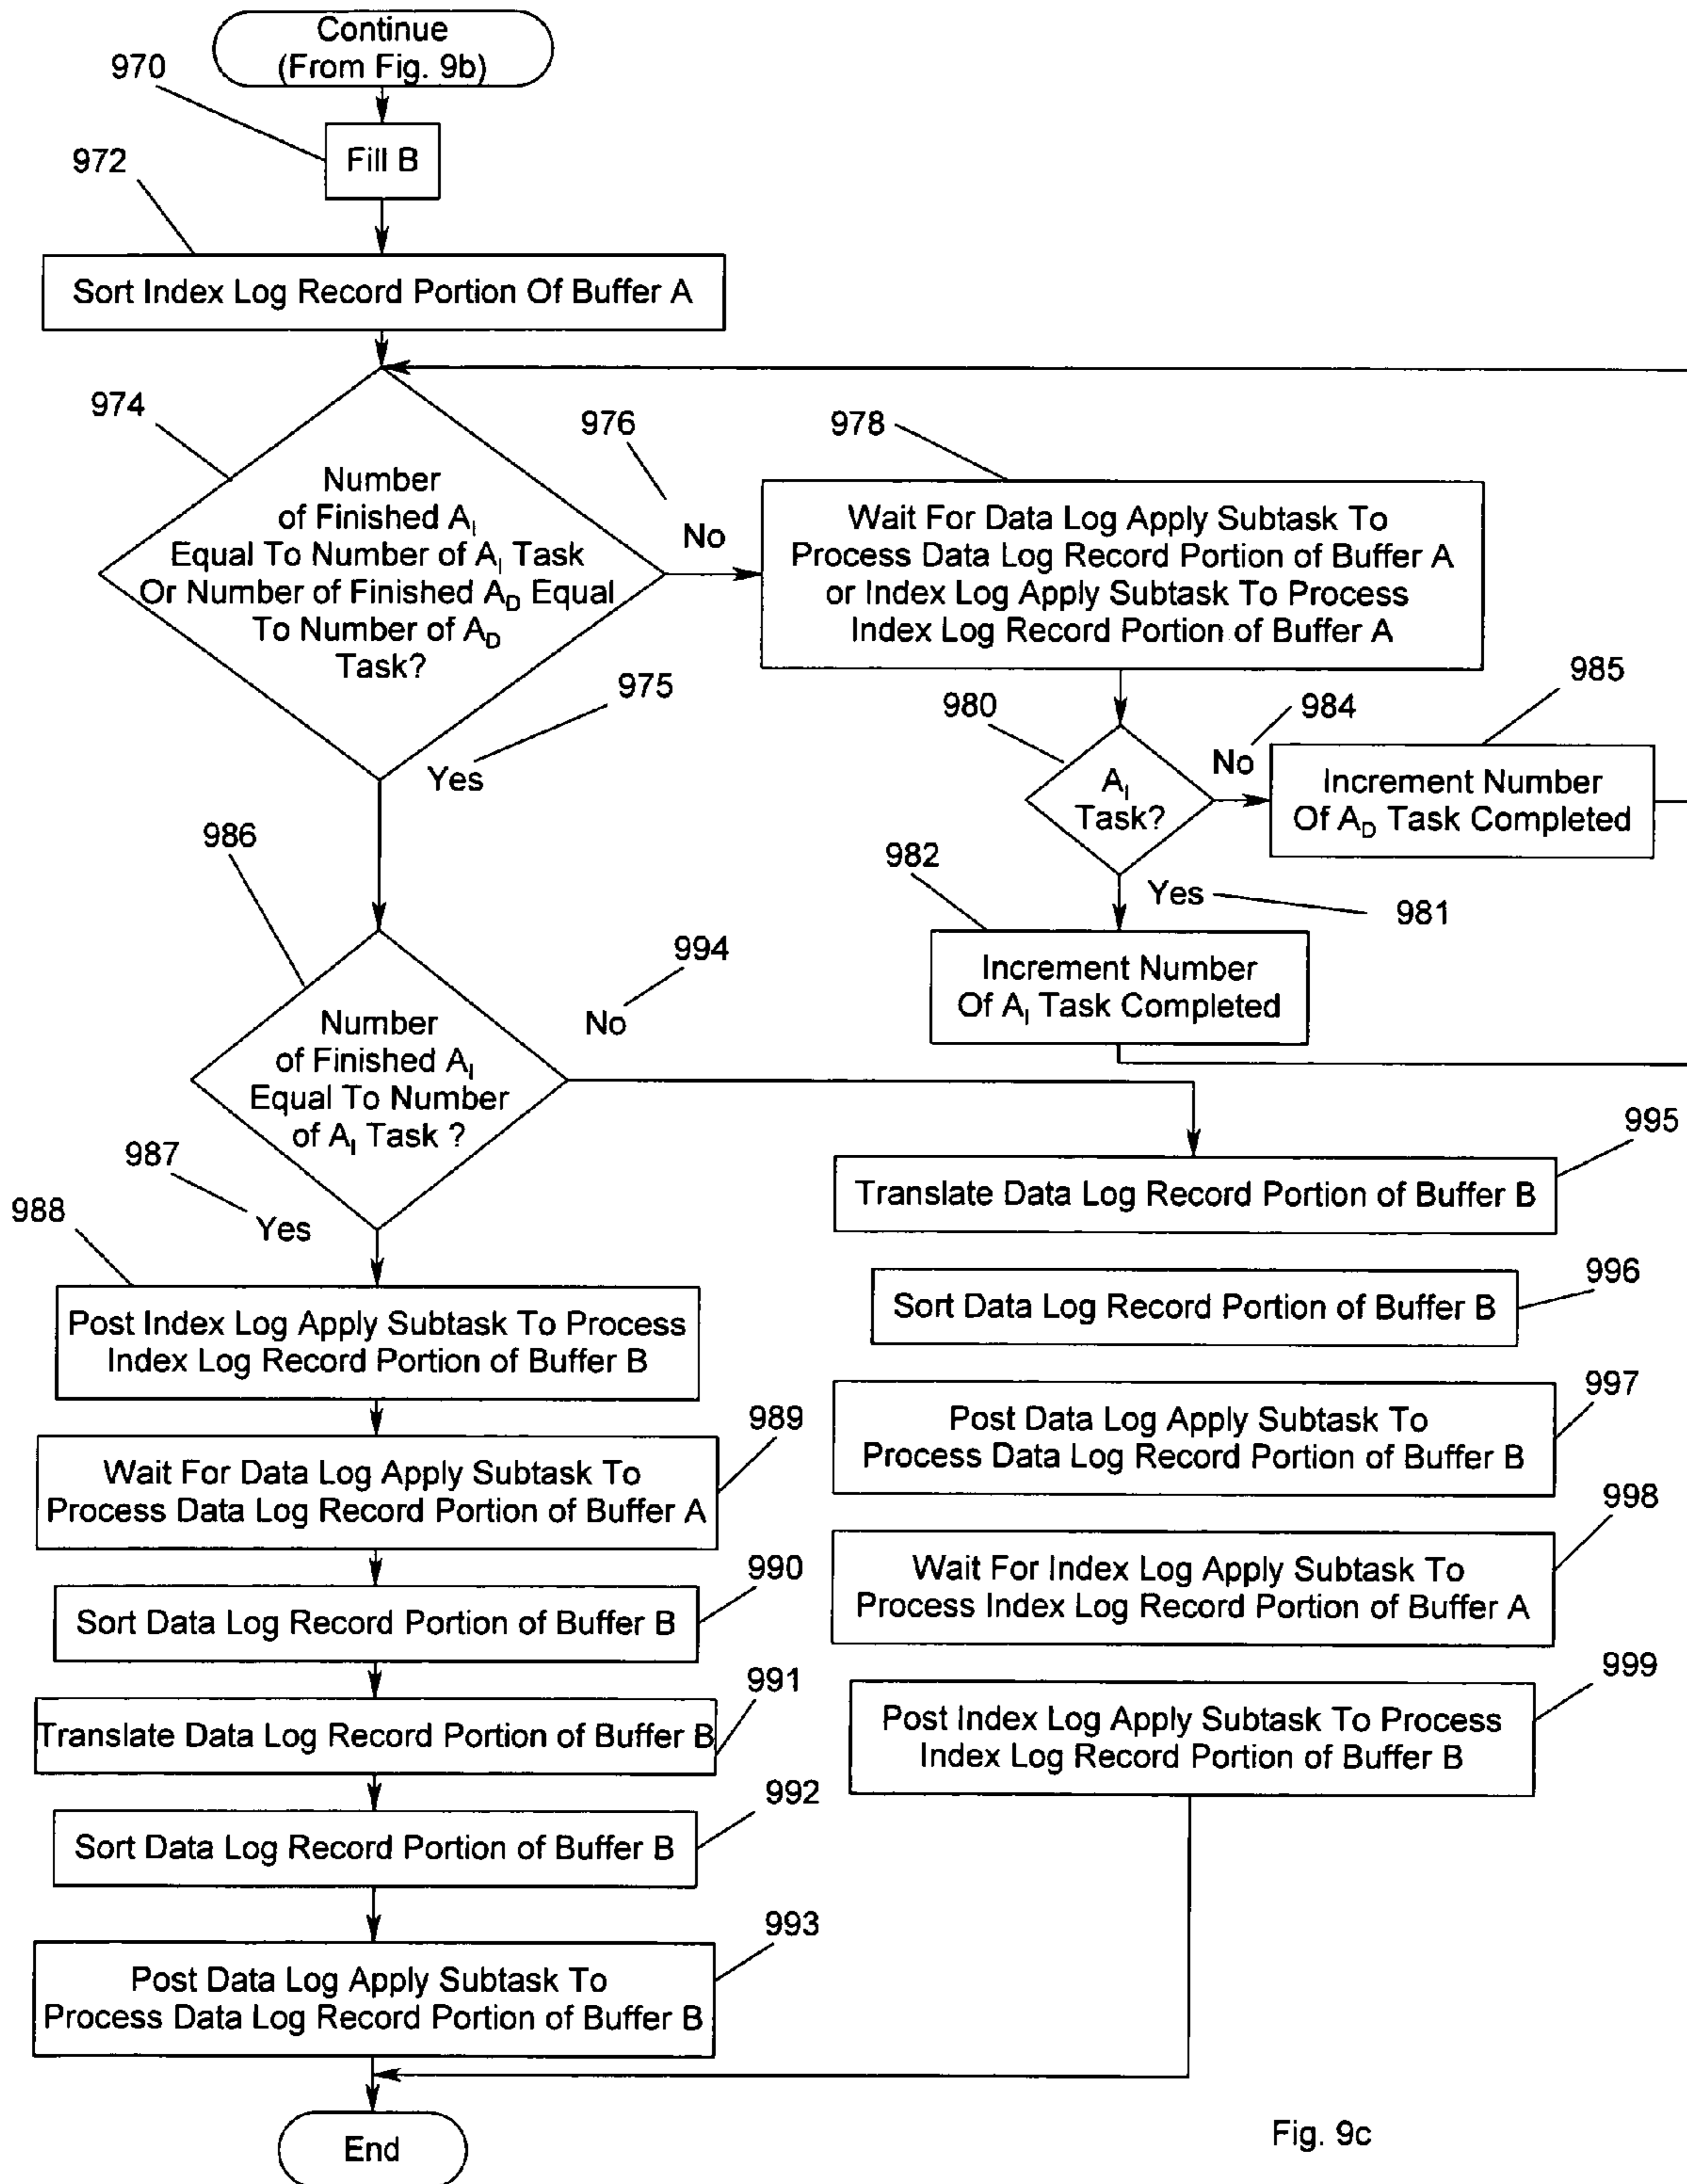 Continue
(From Fig. 9b)
970
Fill B
972
Sort Index Log Record Portion Of Buffer A
974
Number
of Finished A_I
Equal To Number of A_I Task
Or Number of Finished A_D Equal
To Number of A_D
Task?
976
No
978
Wait For Data Log Apply Subtask To
Process Data Log Record Portion of Buffer A
or Index Log Apply Subtask To Process
Index Log Record Portion of Buffer A
975
Yes
980
A_I
Task?
No
984
985
Increment Number
Of A_D Task Completed
982
Yes
981
Increment Number
Of A_I Task Completed
986
994
No
Number
of Finished A_I
Equal To Number
of A_I Task ?
987
Yes
988
Post Index Log Apply Subtask To Process
Index Log Record Portion of Buffer B
989
Wait For Data Log Apply Subtask To
Process Data Log Record Portion of Buffer A
990
Sort Data Log Record Portion of Buffer B
991
Translate Data Log Record Portion of Buffer B
992
Sort Data Log Record Portion of Buffer B
993
Post Data Log Apply Subtask To
Process Data Log Record Portion of Buffer B
995
Translate Data Log Record Portion of Buffer B
996
Sort Data Log Record Portion of Buffer B
997
Post Data Log Apply Subtask To
Process Data Log Record Portion of Buffer B
998
Wait For Index Log Apply Subtask To
Process Index Log Record Portion of Buffer A
999
Post Index Log Apply Subtask To Process
Index Log Record Portion of Buffer B
End
Fig. 9c